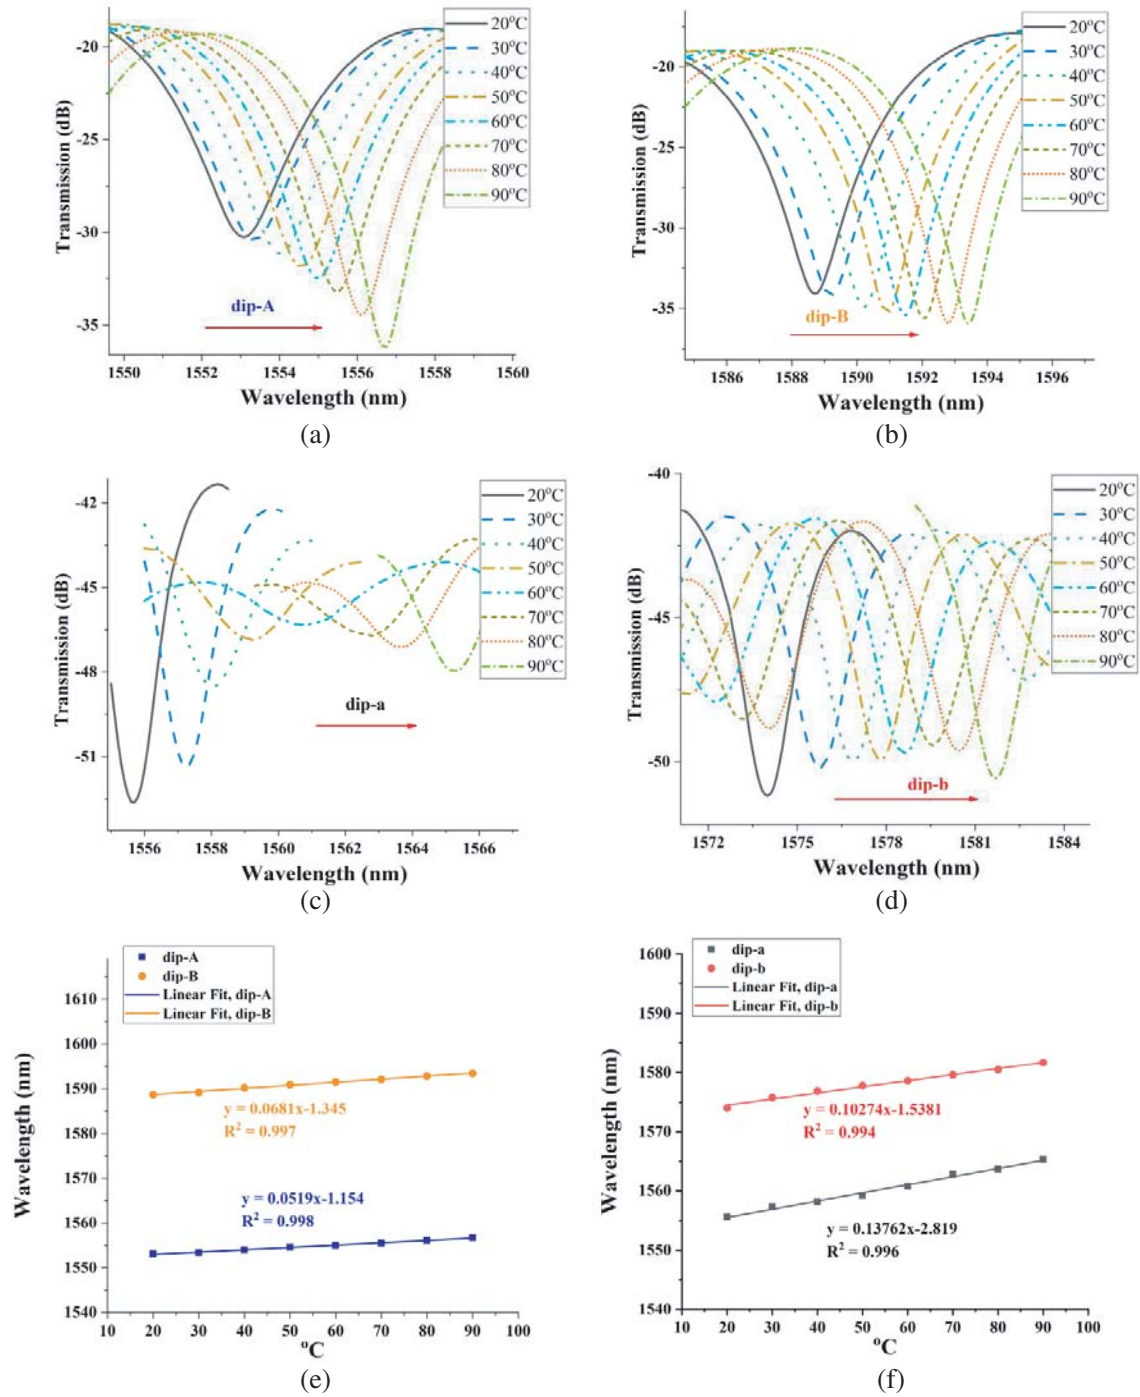 20°C
30°C
40°C
50°C
60°C
70°C
80°C
90°C
-20
-25
-30
-35
Transmission (dB)
dip-A
1550 1552 1554 1556 1558 1560
Wavelength (nm)
(a)
20°C
30°C
40°C
50°C
60°C
70°C
80°C
90°C
-20
-25
-30
-35
Transmission (dB)
dip-B
1586 1588 1590 1592 1594 1596
Wavelength (nm)
(b)
20°C
30°C
40°C
50°C
60°C
70°C
80°C
90°C
-42
-45
-48
-51
Transmission (dB)
dip-a
1556 1558 1560 1562 1564 1566
Wavelength (nm)
(c)
20°C
30°C
40°C
50°C
60°C
70°C
80°C
90°C
-40
-45
-50
Transmission (dB)
dip-b
1572 1575 1578 1581 1584
Wavelength (nm)
(d)
dip-A
dip-B
Linear Fit, dip-A
Linear Fit, dip-B
1610
1600
1590
1580
1570
1560
1550
1540
Wavelength (nm)
y = 0.0681x-1.345
R² = 0.997
y = 0.0519x-1.154
R² = 0.998
10 20 30 40 50 60 70 80 90 100
°C
(e)
dip-a
dip-b
Linear Fit, dip-a
Linear Fit, dip-b
1600
1590
1580
1570
1560
1550
1540
Wavelength (nm)
y = 0.10274x-1.5381
R² = 0.994
y = 0.13762x-2.819
R² = 0.996
10 20 30 40 50 60 70 80 90 100
°C
(f)